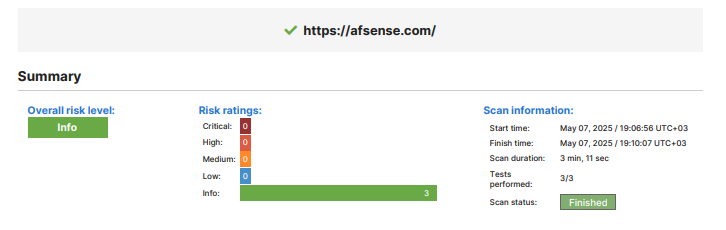 https://afsense.com/
Summary
Overall risk level:
Info
Risk ratings:
Critical: 0
High: 0
Medium: 0
Low: 0
Info: 3
Scan information:
Start time: May 07, 2025 / 19:06:56 UTC+03
Finish time: May 07, 2025 / 19:10:07 UTC+03
Scan duration: 3 min, 11 sec
Tests
performed: 3/3
Scan status: Finished